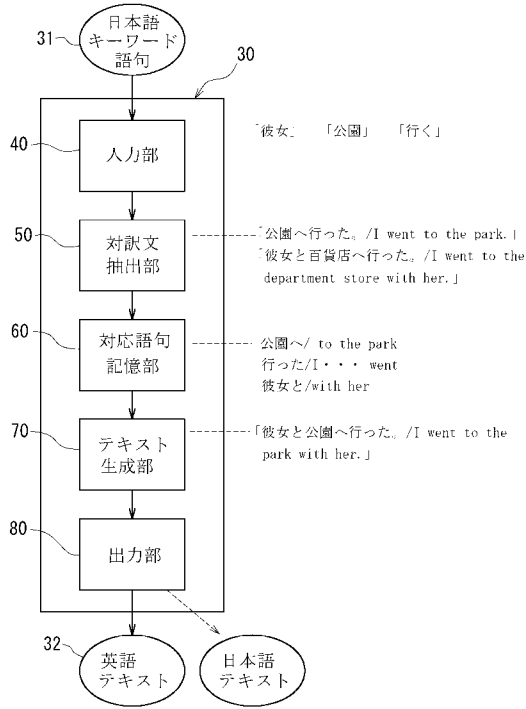 31
日本語
キーワード
語句
30
40
入力部
「彼女」 「公園」 「行く」
50
対訳文
抽出部
「公園へ行った。/I went to the park.」
「彼女と百貨店へ行った。/I went to the
department store with her.」
60
対応語句
記憶部
公園へ/ to the park
行った/I・・・ went
彼女と/with her
70
テキスト
生成部
「彼女と公園へ行った。/I went to the
park with her.」
80
出力部
32
英語
テキスト
日本語
テキスト